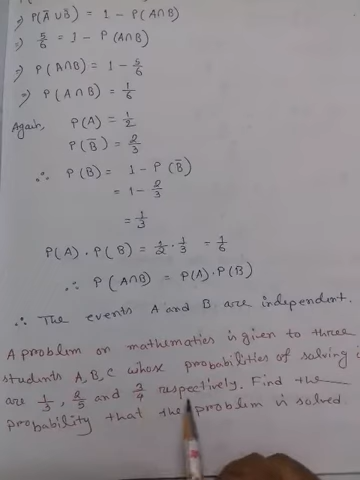 ⇒) P(A̅ ∪ B̅) = 1 - P(A∩B)
⇒) 5/6 = 1 - P(A∩B)
⇒) P(A∩B) = 1 - 5/6
⇒) P(A∩B) = 1/6
Again, P(A) = 1/2
P(B̅) = 2/3
∴ P(B) = 1 - P(B̅)
= 1 - 2/3
= 1/3
P(A) . P(B) = 1/2 . 1/3 = 1/6
∴ P(A∩B) = P(A).P(B)
∴ The events A and B are independent.
A problem on mathematics is given to three
students A, B, C whose probabilities of solving
are 1/3, 2/5 and 3/4 respectively. Find the
probability that the problem is solved